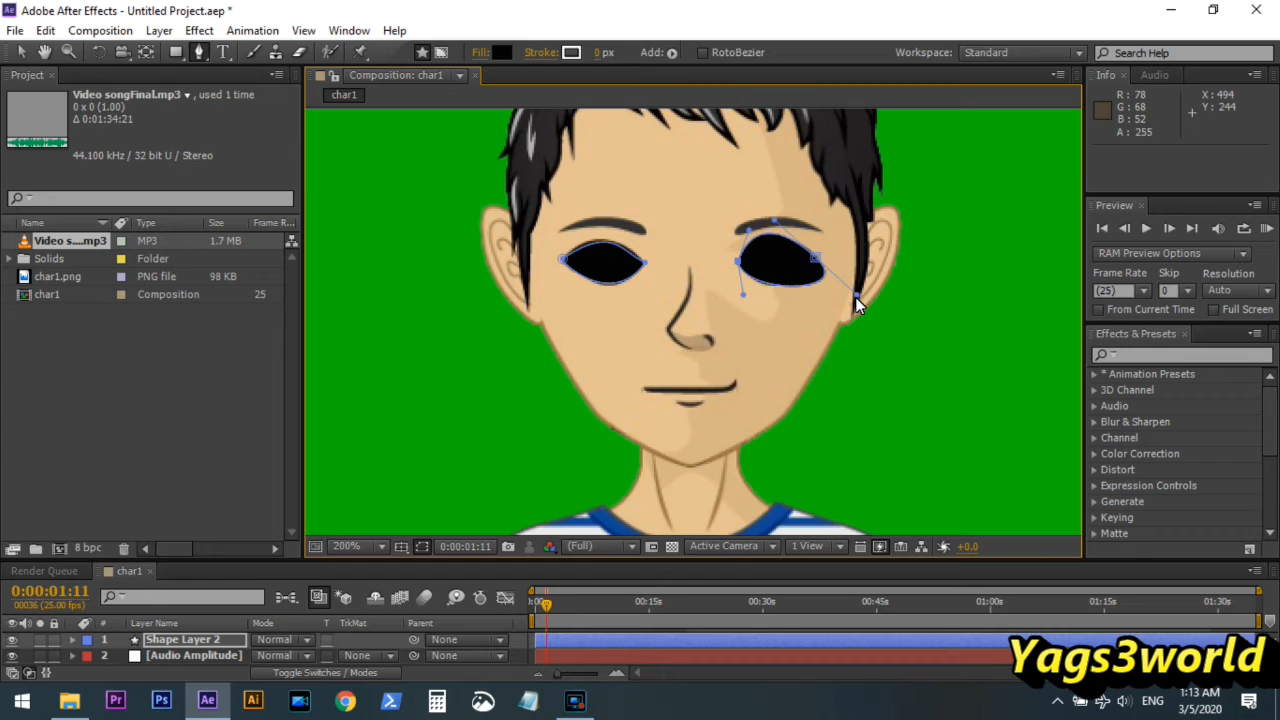 Adobe After Effects - Untitled Project.aep *
File Edit Composition Layer Effect Animation View Window Help
Fill: Stroke: 0 px Add: RotoBezier Workspace: Standard Search Help
Project Composition: char1 Info Audio
char1
Video songFinal.mp3 , used 1 time
0 x 0 (1.00)
Δ 0:01:34:21
44.100 kHz / 32 bit U / Stereo
R : 78
G : 68
B : 52
A : 255
X : 494
Y : 244
Name Type Size Frame R...
Video s....mp3 MP3 1.7 MB
Solids Folder
char1.png PNG file 98 KB
char1 Composition 25
Preview
RAM Preview Options
Frame Rate Skip Resolution
(25) 0 Auto
From Current Time Full Screen
Effects & Presets
* Animation Presets
3D Channel
Audio
Blur & Sharpen
Channel
Color Correction
Distort
Expression Controls
Generate
Keying
Matte
8 bpc
200% 0:00:01:11 (Full) Active Camera 1 View +0.0
Render Queue char1
0:00:01:11
00036 (25.00 fps)
00s 00:15s 00:30s 00:45s 01:00s 01:15s 01:30s
# Layer Name Mode T TrkMat Parent
1 Shape Layer 2 Normal None
2 [Audio Amplitude] Normal None None
Toggle Switches / Modes
Yags3world
Pr Ps Ae Ai
ENG
1:13 AM
3/5/2020